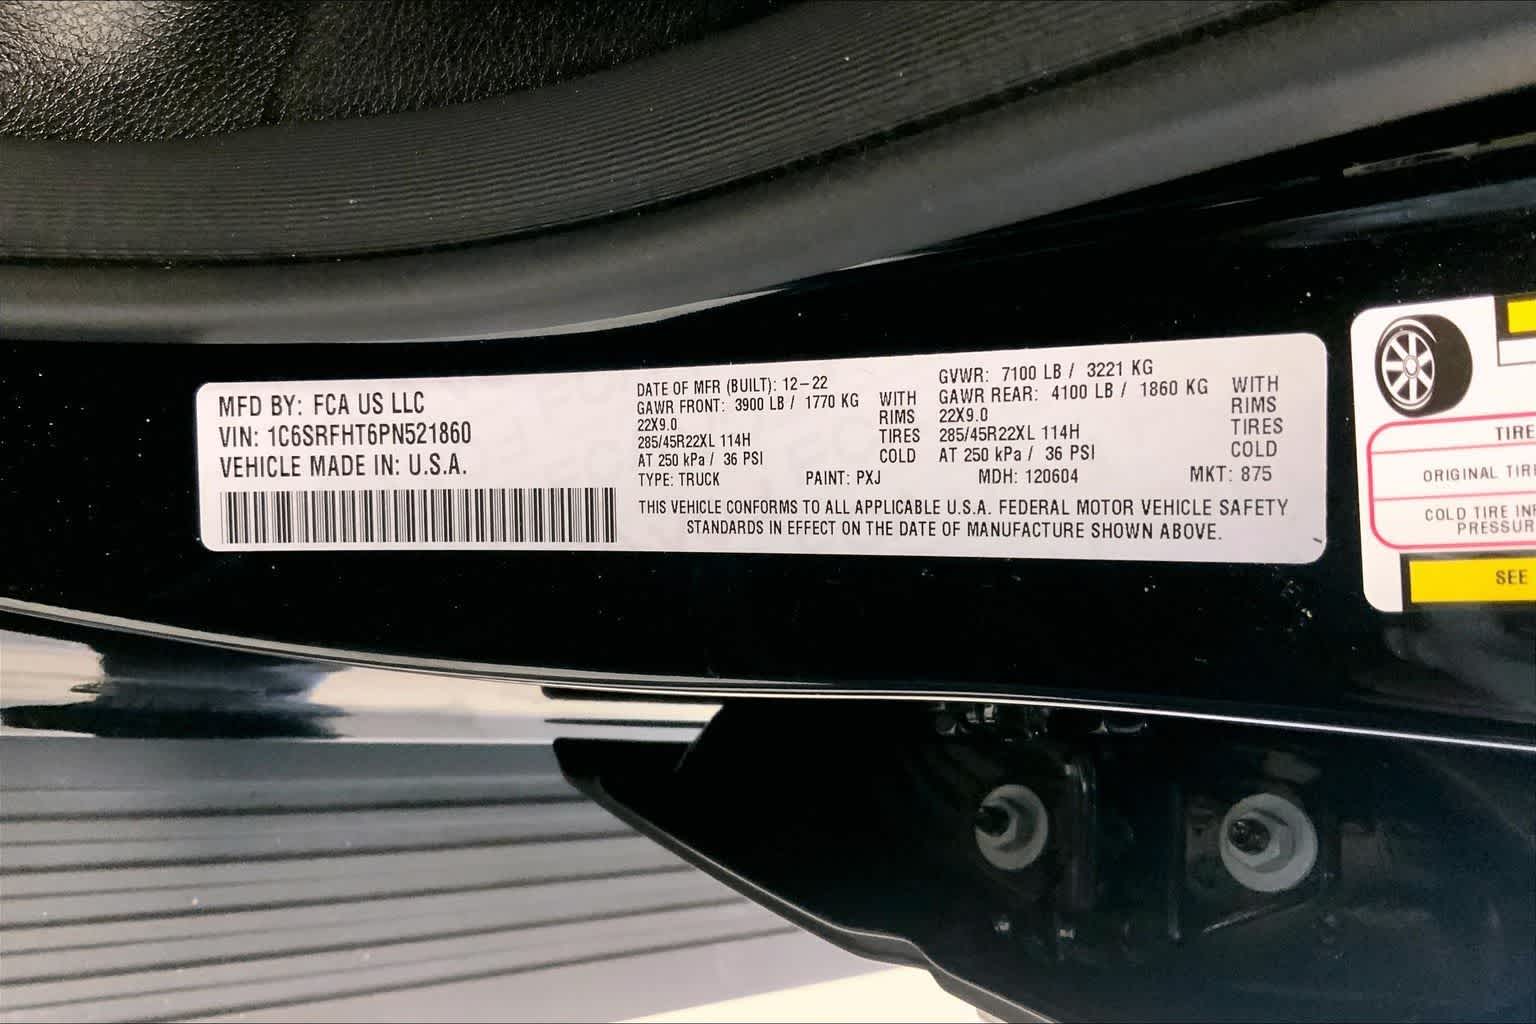 MFD BY: FCA US LLC
VIN: 1C6SRFHT6PN521860
VEHICLE MADE IN: U.S.A.
DATE OF MFR (BUILT): 12-22
GAWR FRONT: 3900 LB / 1770 KG WITH
22X9.0 RIMS
285/45R22XL 114H TIRES
AT 250 kPa / 36 PSI COLD
GVWR: 7100 LB / 3221 KG
GAWR REAR: 4100 LB / 1860 KG WITH
22X9.0 RIMS
285/45R22XL 114H TIRES
AT 250 kPa / 36 PSI COLD
TYPE: TRUCK PAINT: PXJ MDH: 120604 MKT: 875
THIS VEHICLE CONFORMS TO ALL APPLICABLE U.S.A. FEDERAL MOTOR VEHICLE SAFETY
STANDARDS IN EFFECT ON THE DATE OF MANUFACTURE SHOWN ABOVE.
TIRE
ORIGINAL TIRE
COLD TIRE
PRESSUR
SEE